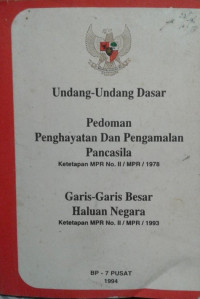 Undang-Undang Dasar
Pedoman
Penghayatan Dan Pengamalan
Pancasila
Ketetapan MPR No. II / MPR / 1978
Garis-Garis Besar
Haluan Negara
Ketetapan MPR No. II / MPR / 1993
BP - 7 PUSAT
1994